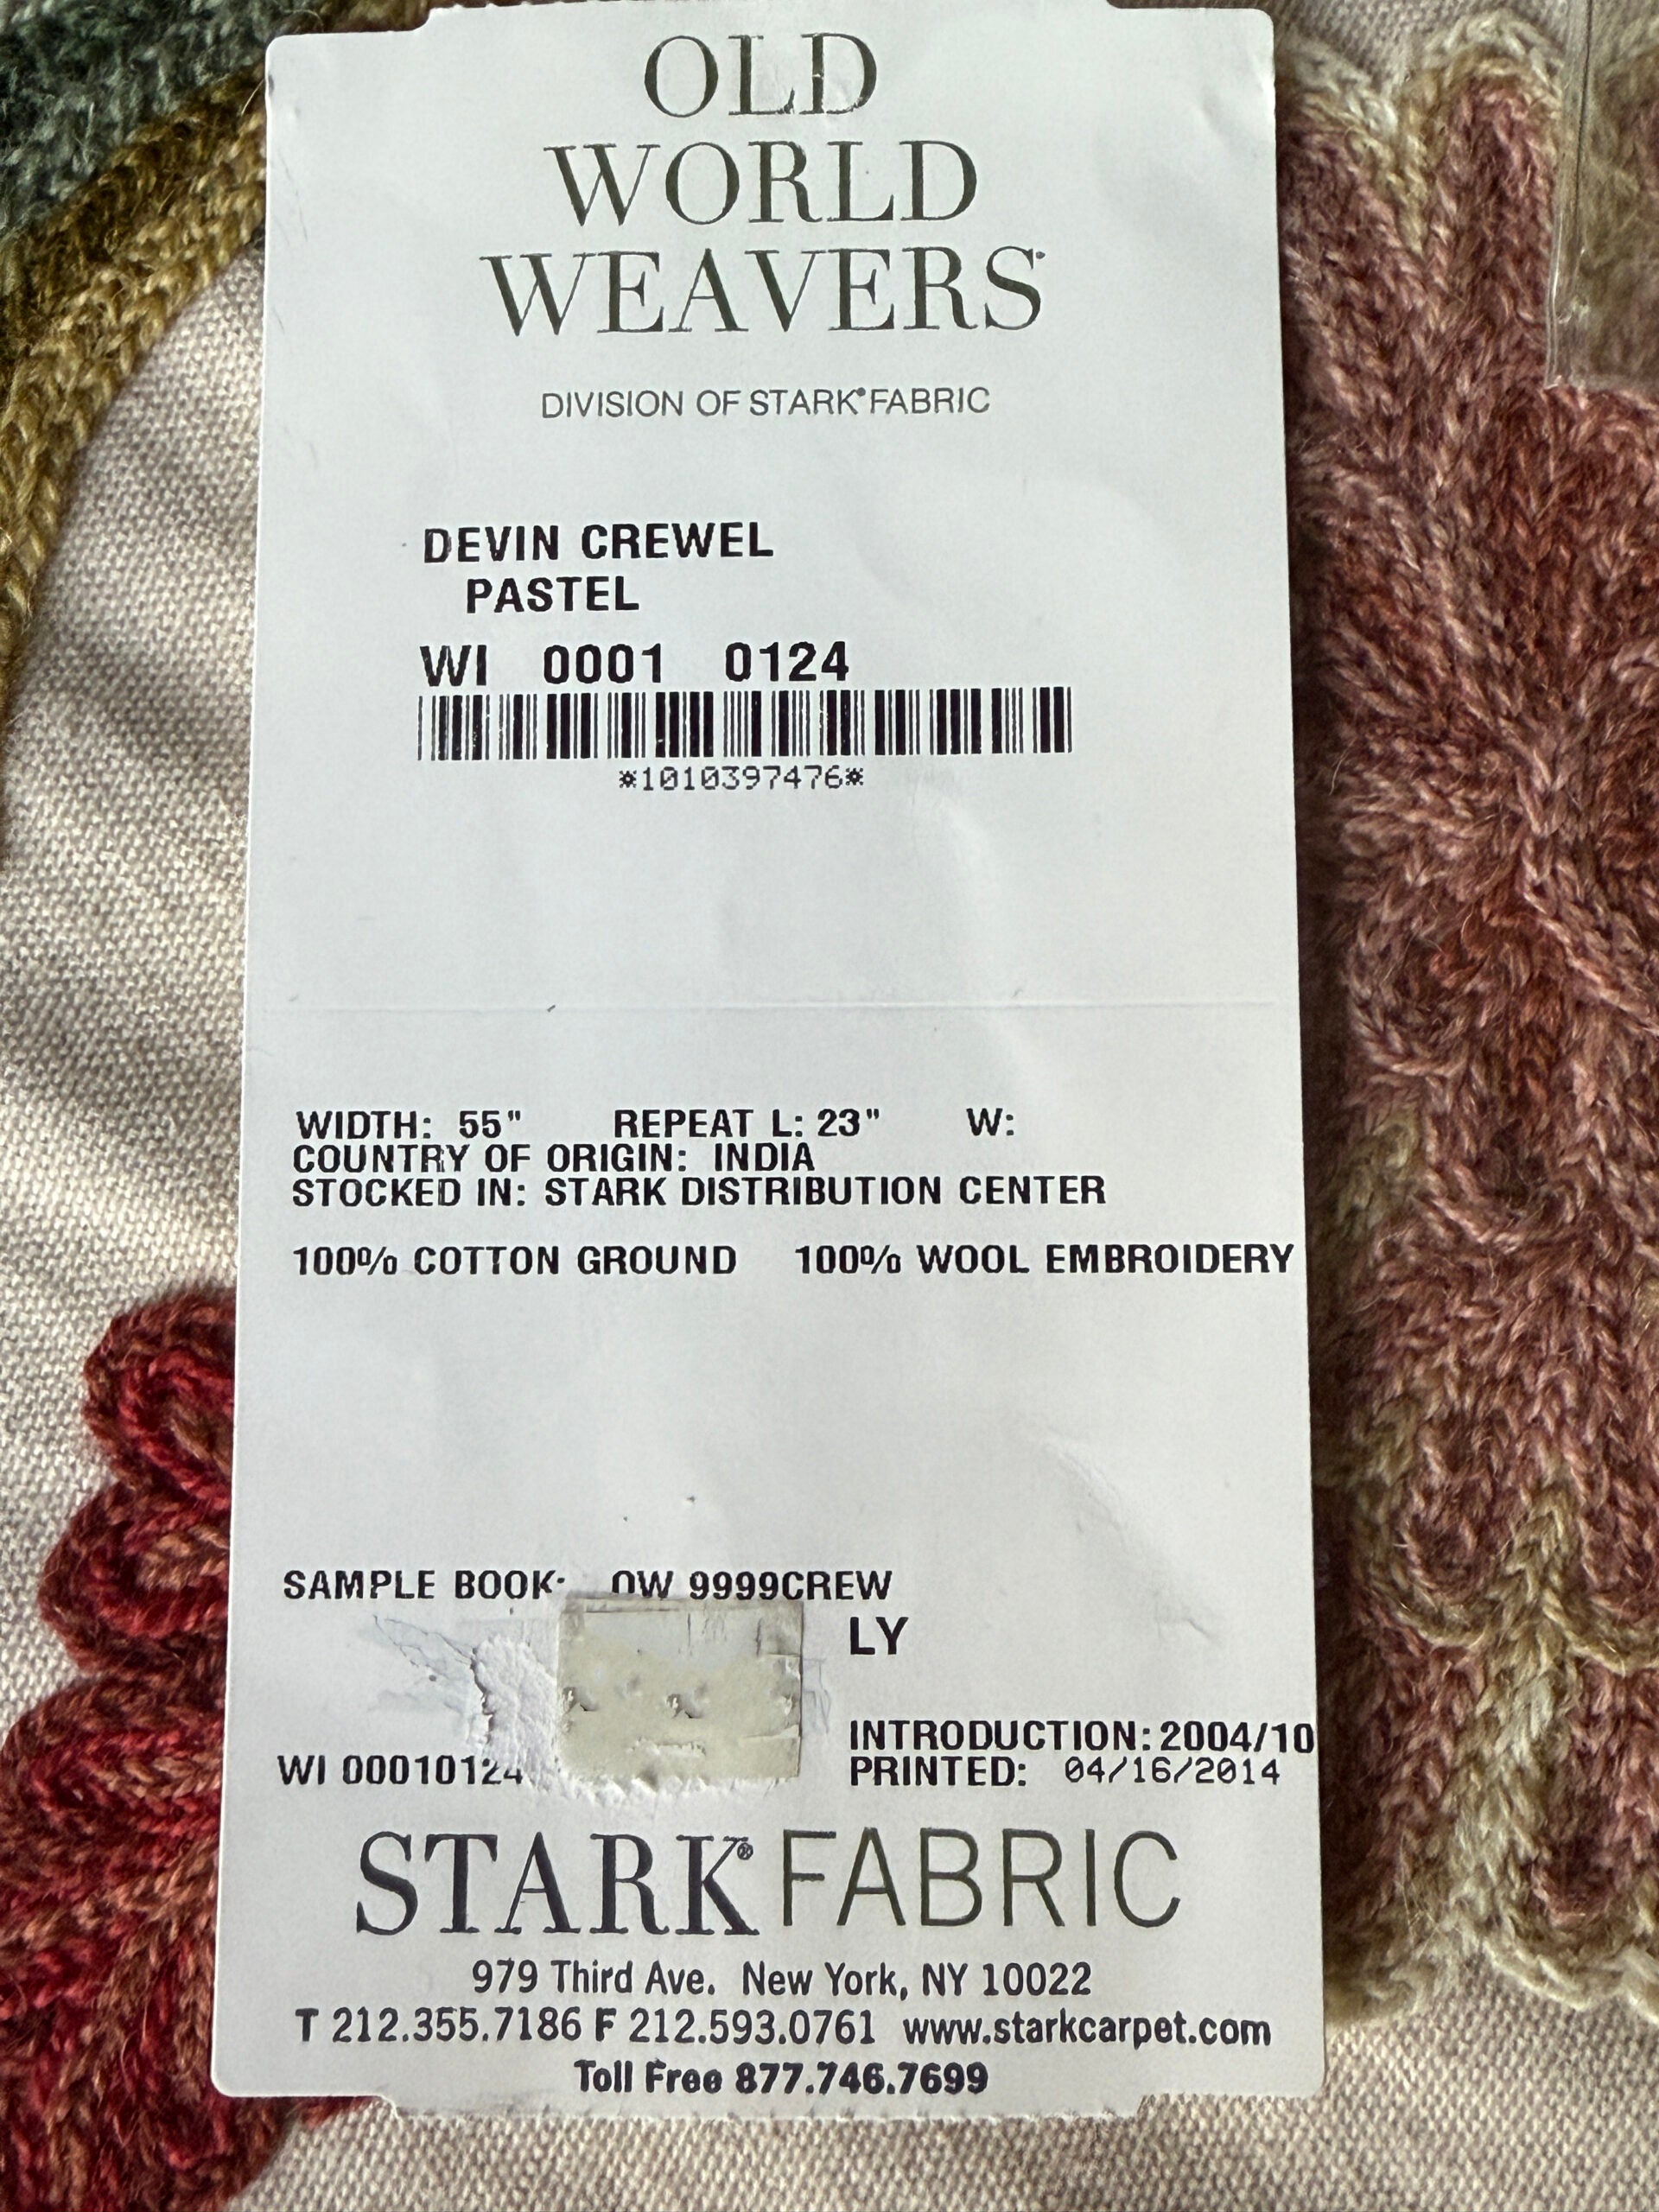 OLD
WORLD
WEAVERS
DIVISION OF STARK® FABRIC
DEVIN CREWEL
PASTEL
WI 0001 0124
*1010397476*
WIDTH: 55" REPEAT L: 23" W:
COUNTRY OF ORIGIN: INDIA
STOCKED IN: STARK DISTRIBUTION CENTER
100% COTTON GROUND 100% WOOL EMBROIDERY
SAMPLE BOOK: OW 9999CREW
LY
INTRODUCTION: 2004/10
WI 00010124 PRINTED: 04/16/2014
STARK® FABRIC
979 Third Ave. New York, NY 10022
T 212.355.7186 F 212.593.0761 www.starkcarpet.com
Toll Free 877.746.7699